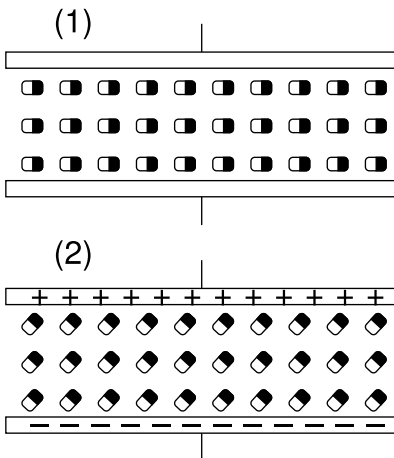 (1)
(2)
+ + + + + + + + + + + +
− − − − − − − − − − − −